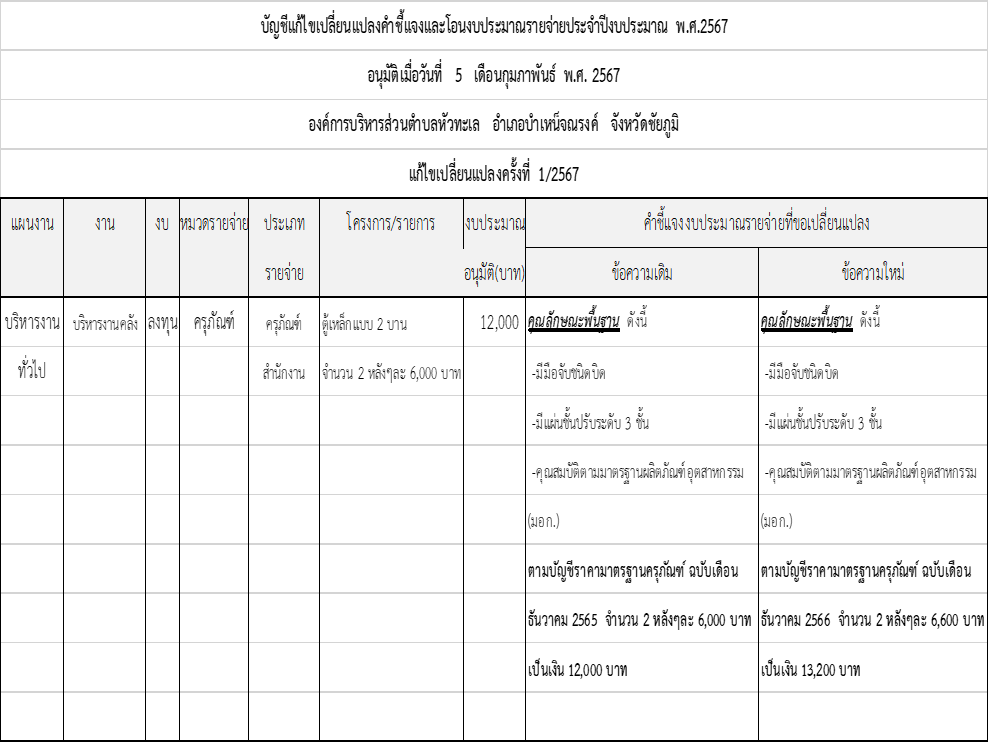 บัญชีแก้ไขเปลี่ยนแปลงคำชี้แจงและโอนงบประมาณรายจ่ายประจำปีงบประมาณ พ.ศ.2567
อนุมัติเมื่อวันที่ 5 เดือนกุมภาพันธ์ พ.ศ. 2567
องค์การบริหารส่วนตำบลหัวทะเล อำเภอบำเหน็จณรงค์ จังหวัดชัยภูมิ
แก้ไขเปลี่ยนแปลงครั้งที่ 1/2567
แผนงาน งาน งบ หมวดรายจ่าย ประเภท โครงการ/รายการ งบประมาณ คำชี้แจงงบประมาณรายจ่ายที่ขอเปลี่ยนแปลง
รายจ่าย อนุมัติ(บาท) ข้อความเดิม ข้อความใหม่
บริหารงาน บริหารงานคลัง ลงทุน ครุภัณฑ์ ครุภัณฑ์ ตู้เหล็กแบบ 2 บาน 12,000 คุณลักษณะพื้นฐาน ดังนี้ คุณลักษณะพื้นฐาน ดังนี้
ทั่วไป สำนักงาน จำนวน 2 หลังๆละ 6,000 บาท -มีมือจับชนิดบิด -มีมือจับชนิดบิด
-มีแผ่นชั้นปรับระดับ 3 ชั้น -มีแผ่นชั้นปรับระดับ 3 ชั้น
-คุณสมบัติตามมาตรฐานผลิตภัณฑ์อุตสาหกรรม -คุณสมบัติตามมาตรฐานผลิตภัณฑ์อุตสาหกรรม
(มอก.) (มอก.)
ตามบัญชีราคามาตรฐานครุภัณฑ์ ฉบับเดือน ตามบัญชีราคามาตรฐานครุภัณฑ์ ฉบับเดือน
ธันวาคม 2565 จำนวน 2 หลังๆละ 6,000 บาท ธันวาคม 2566 จำนวน 2 หลังๆละ 6,600 บาท
เป็นเงิน 12,000 บาท เป็นเงิน 13,200 บาท